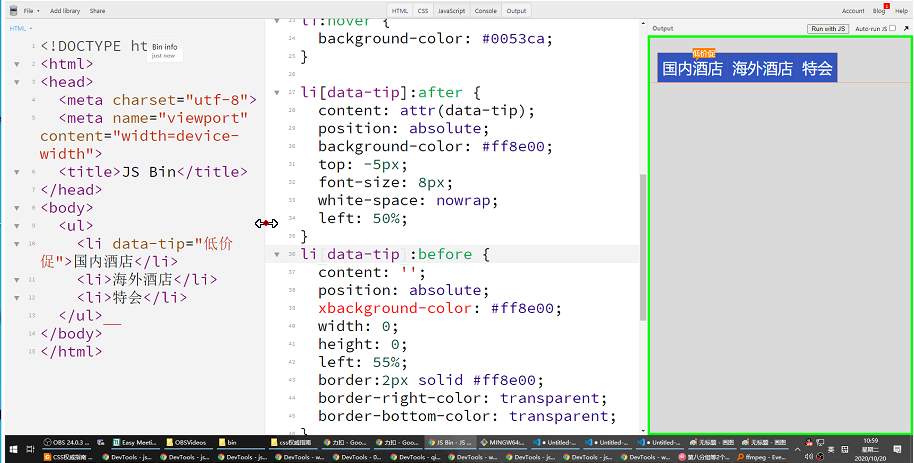 File
Add library
Share
HTML
CSS
JavaScript
Console
Output
Account
Blog
Help
HTML
Bin info
just now
<!DOCTYPE ht
<html>
<head>
<meta charset="utf-8">
<meta name="viewport"
content="width=device-
width">
<title>JS Bin</title>
</head>
<body>
<ul>
<li data-tip="低价
促">国内酒店</li>
<li>海外酒店</li>
<li>特会</li>
</ul>
</body>
</html>
li:hover {
background-color: #0053ca;
}
li[data-tip]:after {
content: attr(data-tip);
position: absolute;
background-color: #ff8e00;
top: -5px;
font-size: 8px;
white-space: nowrap;
left: 50%;
}
li[data-tip]:before {
content: '';
position: absolute;
xbackground-color: #ff8e00;
width: 0;
height: 0;
left: 55%;
border:2px solid #ff8e00;
border-right-color: transparent;
border-bottom-color: transparent;
Output
Run with JS
Auto-run JS
低价促
国内酒店 海外酒店 特会
OBS 24.0.3 ...
Easy Meeti...
OBSVideos
bin
css权威指南
力扣 - Goo...
力扣 - Goo...
JS Bin - JS ...
MINGW64...
● Untitled-...
● Untitled-...
● Untitled-...
无标题 - 画图
无标题 - 画图
英
10:59
星期二
2020/10/20
CSS权威指南...
DevTools - js...
DevTools - js...
DevTools - w...
DevTools - 0...
DevTools - qi...
DevTools - w...
DevTools - w...
DevTools - js...
DevTools - w...
第八分组等2个...
ffmpeg - Eve...